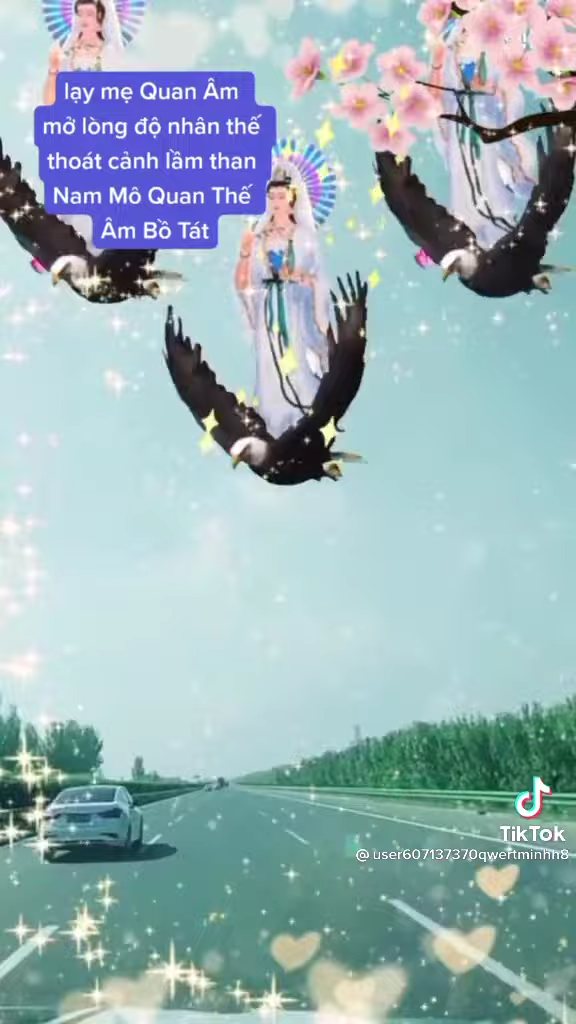 lạy mẹ Quan Âm
mở lòng độ nhân thế
thoát cảnh lầm than
Nam Mô Quan Thế
Âm Bồ Tát
TikTok
@user607137370qwertminhn8